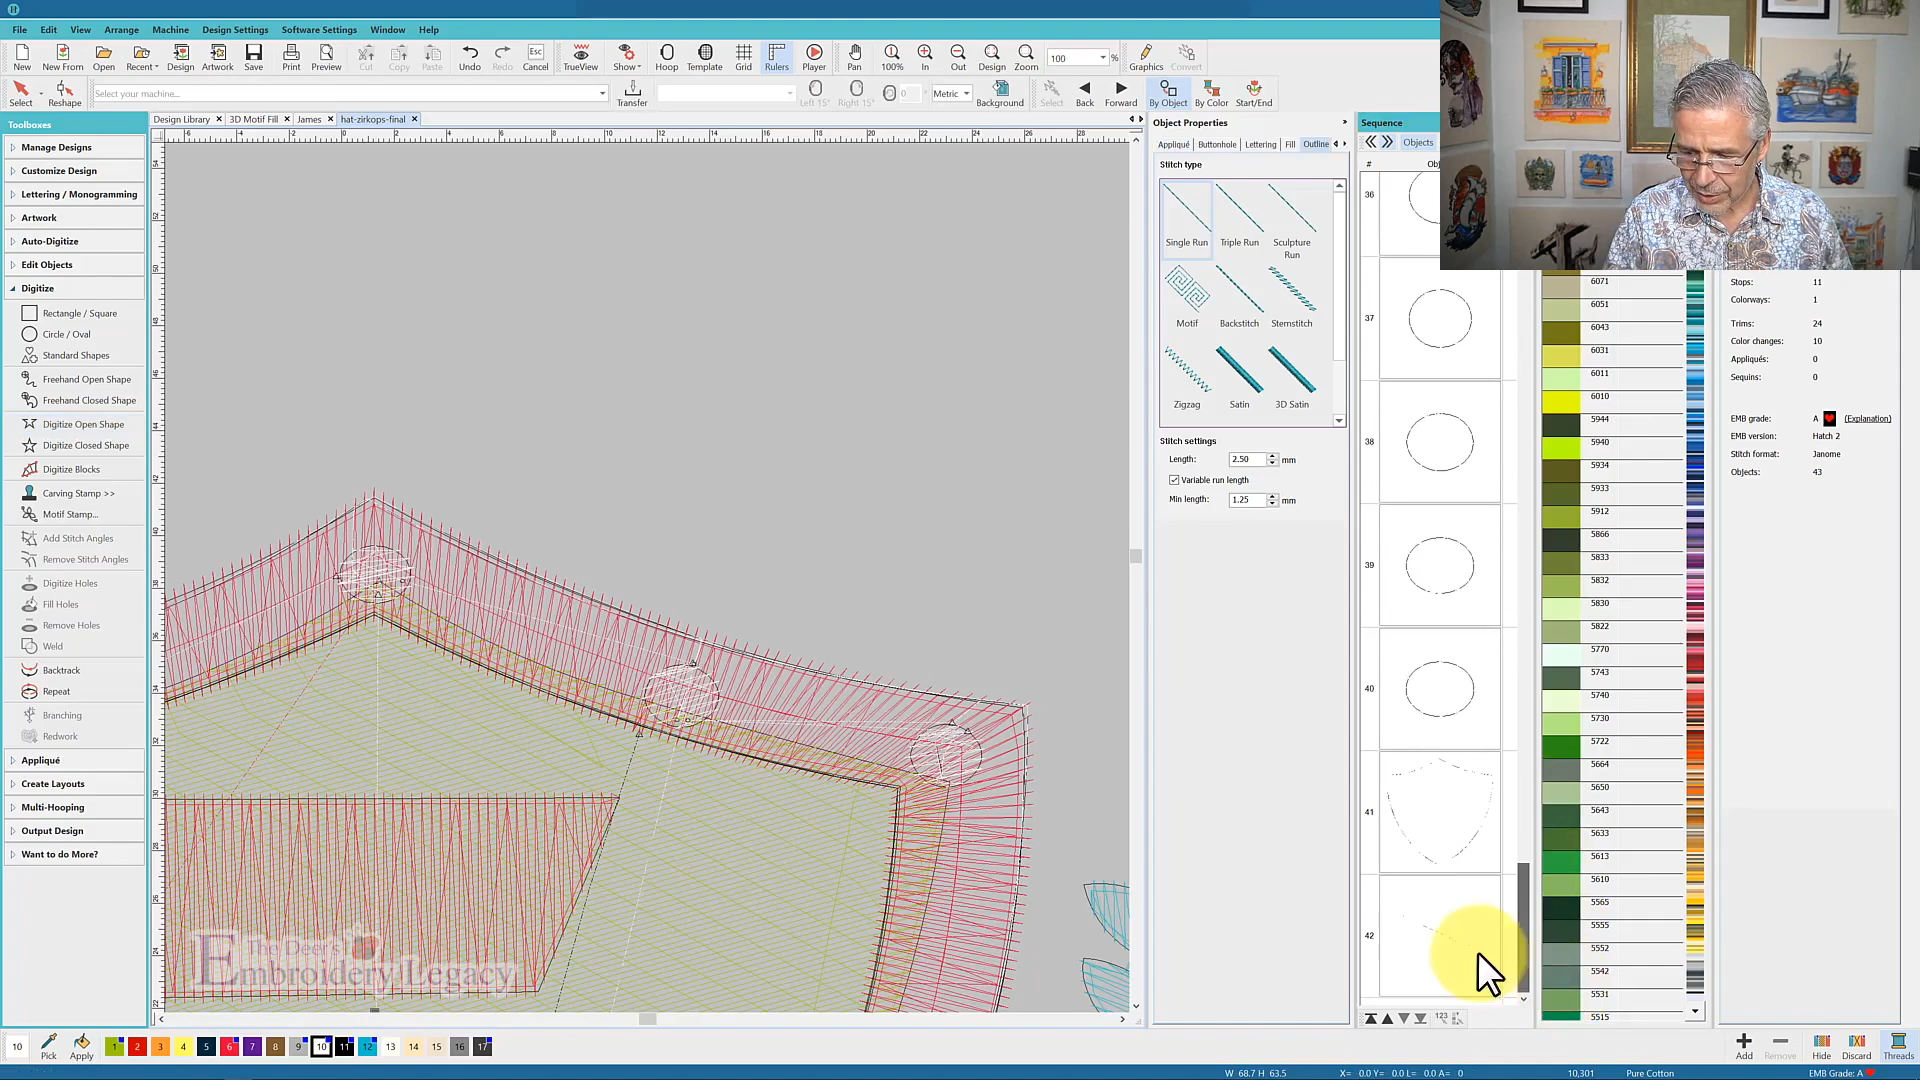 File Edit View Arrange Machine Design Settings Software Settings Window Help
New New From Open Recent Design Artwork Save Print Preview Cut Copy Paste Undo Redo Esc Cancel TrueView Show Hoop Template Grid Rulers Player Pan 100% In Out Design Zoom 100 % Graphics Convert
Select Reshape Select your machine... Transfer Left 15° Right 15° 0 Metric Background Select Back Forward By Object By Color Start/End
Toolboxes
Manage Designs
Customize Design
Lettering / Monogramming
Artwork
Auto-Digitize
Edit Objects
Digitize
Rectangle / Square
Circle / Oval
Standard Shapes
Freehand Open Shape
Freehand Closed Shape
Digitize Open Shape
Digitize Closed Shape
Digitize Blocks
Carving Stamp >>
Motif Stamp...
Add Stitch Angles
Remove Stitch Angles
Digitize Holes
Fill Holes
Remove Holes
Weld
Backtrack
Repeat
Branching
Redwork
Appliqué
Create Layouts
Multi-Hooping
Output Design
Want to do More?
Design Library 3D Motif Fill James hat-zirkops-final
The Deer's
Embroidery Legacy
Object Properties
Appliqué Buttonhole Lettering Fill Outline
Stitch type
Single Run Triple Run Sculpture Run
Motif Backstitch Stemstitch
Zigzag Satin 3D Satin
Stitch settings
Length: 2.50 mm
Variable run length
Min length: 1.25 mm
Sequence
Objects
#
36
37
38
39
40
41
42
6071
6051
6043
6031
6011
6010
5944
5940
5934
5933
5912
5866
5833
5832
5830
5822
5770
5743
5740
5730
5722
5664
5650
5643
5633
5613
5610
5565
5555
5552
5542
5531
5515
Stops: 11
Colorways: 1
Trims: 24
Color changes: 10
Appliqués: 0
Sequins: 0
EMB grade: A (Explanation)
EMB version: Hatch 2
Stitch format: Janome
Objects: 43
10 Pick Apply 1 2 3 4 5 6 7 8 9 10 11 12 13 14 15 16 17
Add Remove Hide Discard Threads
W 68.7 H 63.5 X= 0.0 Y= 0.0 L= 0.0 A= 0 10,301 Pure Cotton EMB Grade: A